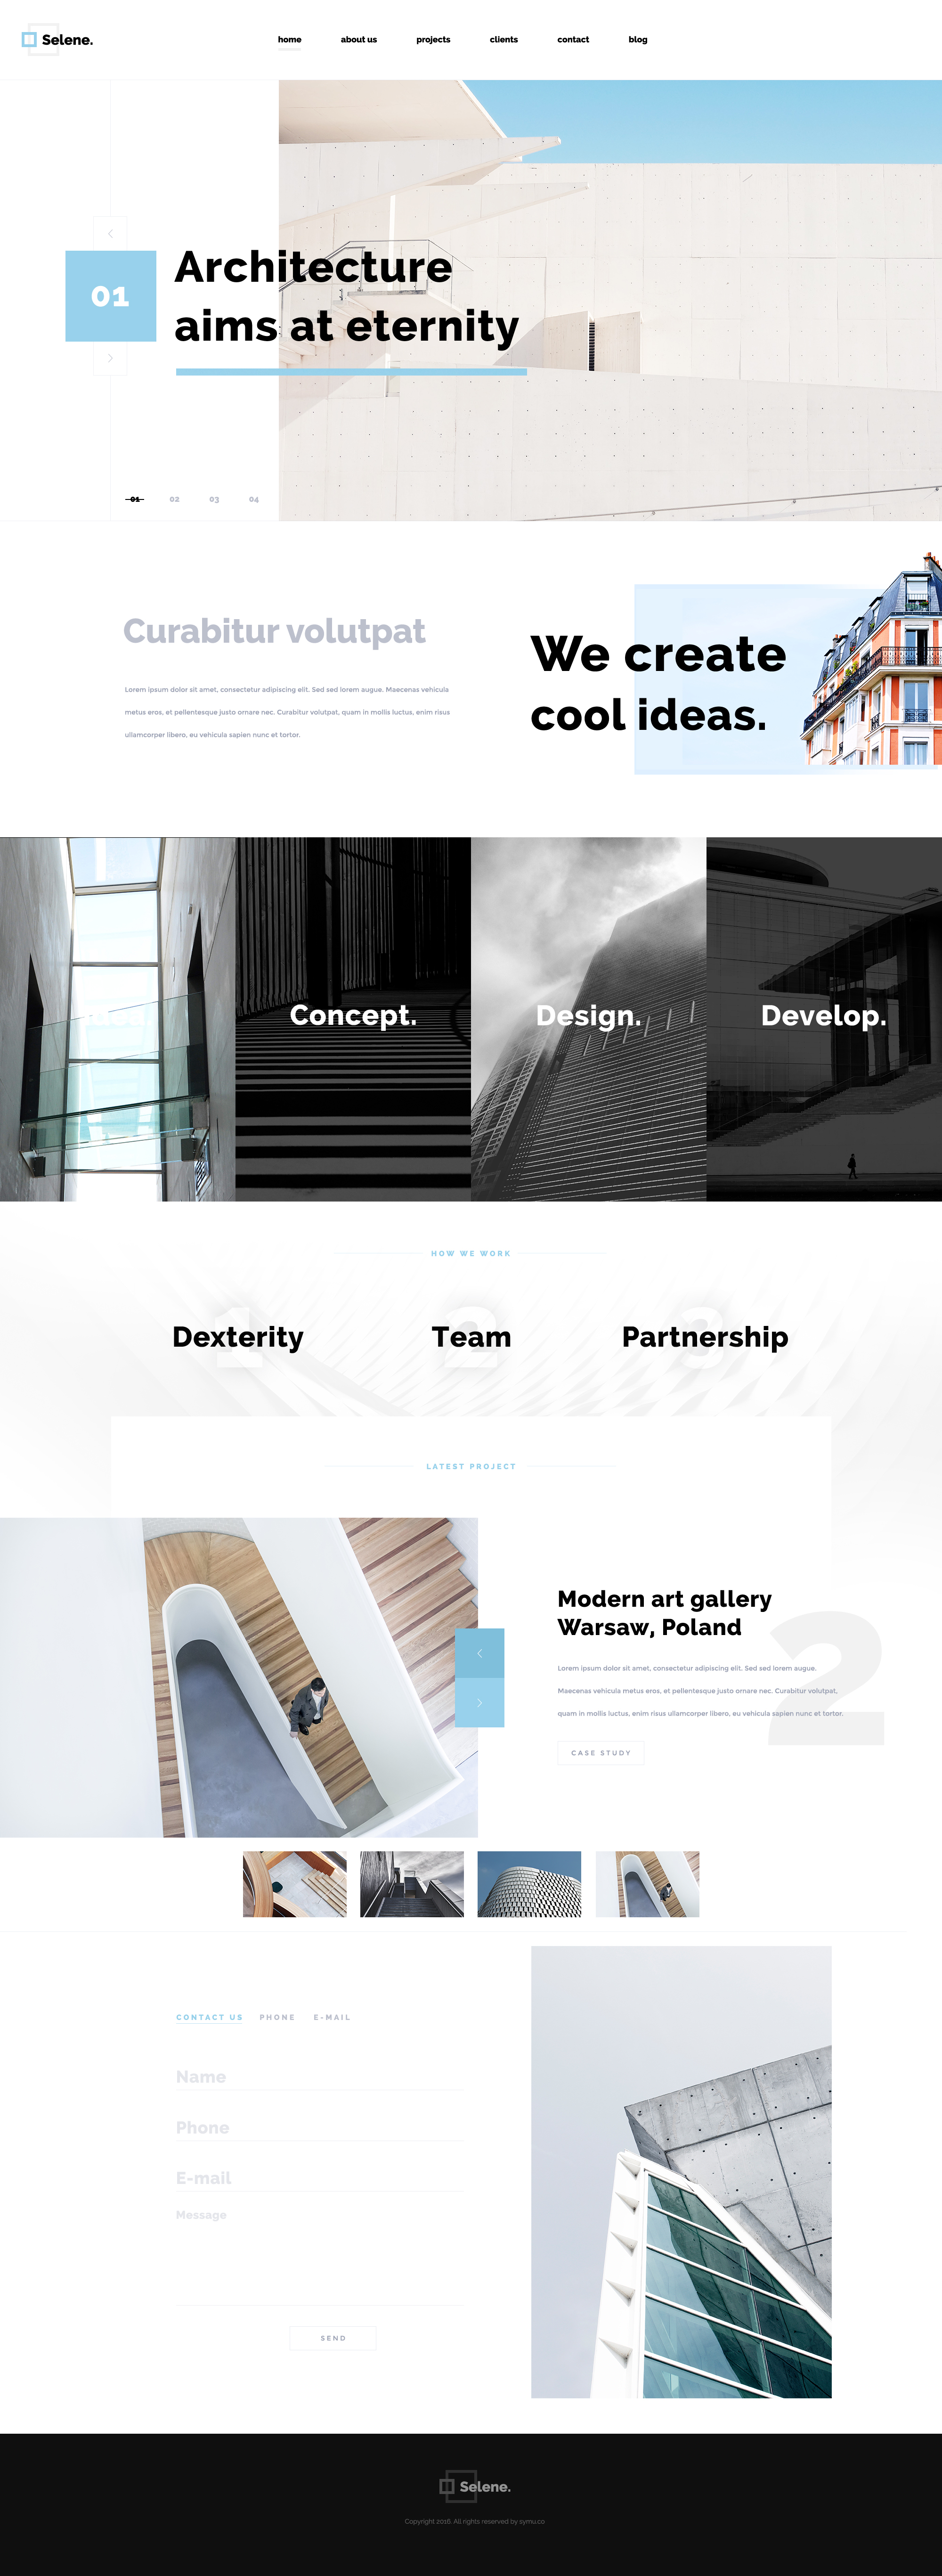 Selene.
home about us projects clients contact blog
01
Architecture
aims at eternity
01 02 03 04
Curabitur volutpat
Lorem ipsum dolor sit amet, consectetur adipiscing elit. Sed sed lorem augue. Maecenas vehicula
metus eros, et pellentesque justo ornare nec. Curabitur volutpat, quam in mollis luctus, enim risus
ullamcorper libero, eu vehicula sapien nunc et tortor.
We create
cool ideas.
Concept.
Design.
Develop.
HOW WE WORK
1
Dexterity
2
Team
3
Partnership
LATEST PROJECT
2
Modern art gallery
Warsaw, Poland
Lorem ipsum dolor sit amet, consectetur adipiscing elit. Sed sed lorem augue.
Maecenas vehicula metus eros, et pellentesque justo ornare nec. Curabitur volutpat,
quam in mollis luctus, enim risus ullamcorper libero, eu vehicula sapien nunc et tortor.
CASE STUDY
CONTACT US PHONE E-MAIL
Name
Phone
E-mail
Message
SEND
Selene.
Copyright 2016. All rights reserved by symu.co